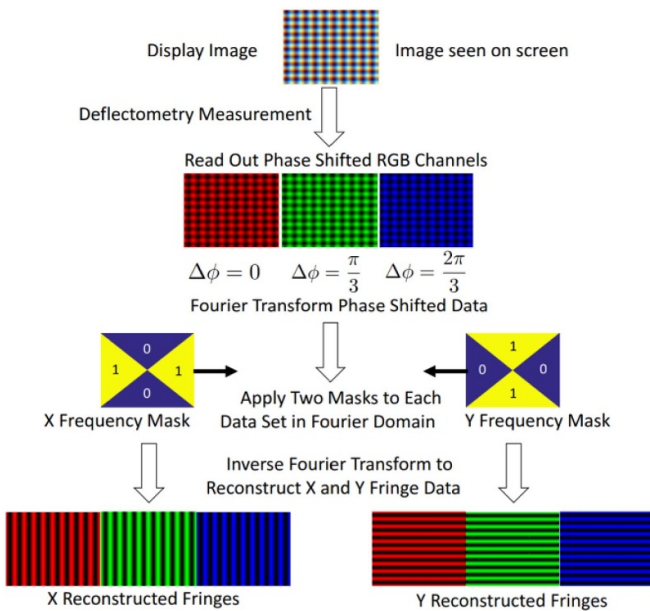 Display Image
Image seen on screen
Deflectometry Measurement
Read Out Phase Shifted RGB Channels
Δϕ = 0
Δϕ = π/3
Δϕ = 2π/3
Fourier Transform Phase Shifted Data
0
1 1
0
1
0 0
1
X Frequency Mask
Apply Two Masks to Each
Data Set in Fourier Domain
Y Frequency Mask
Inverse Fourier Transform to
Reconstruct X and Y Fringe Data
X Reconstructed Fringes
Y Reconstructed Fringes